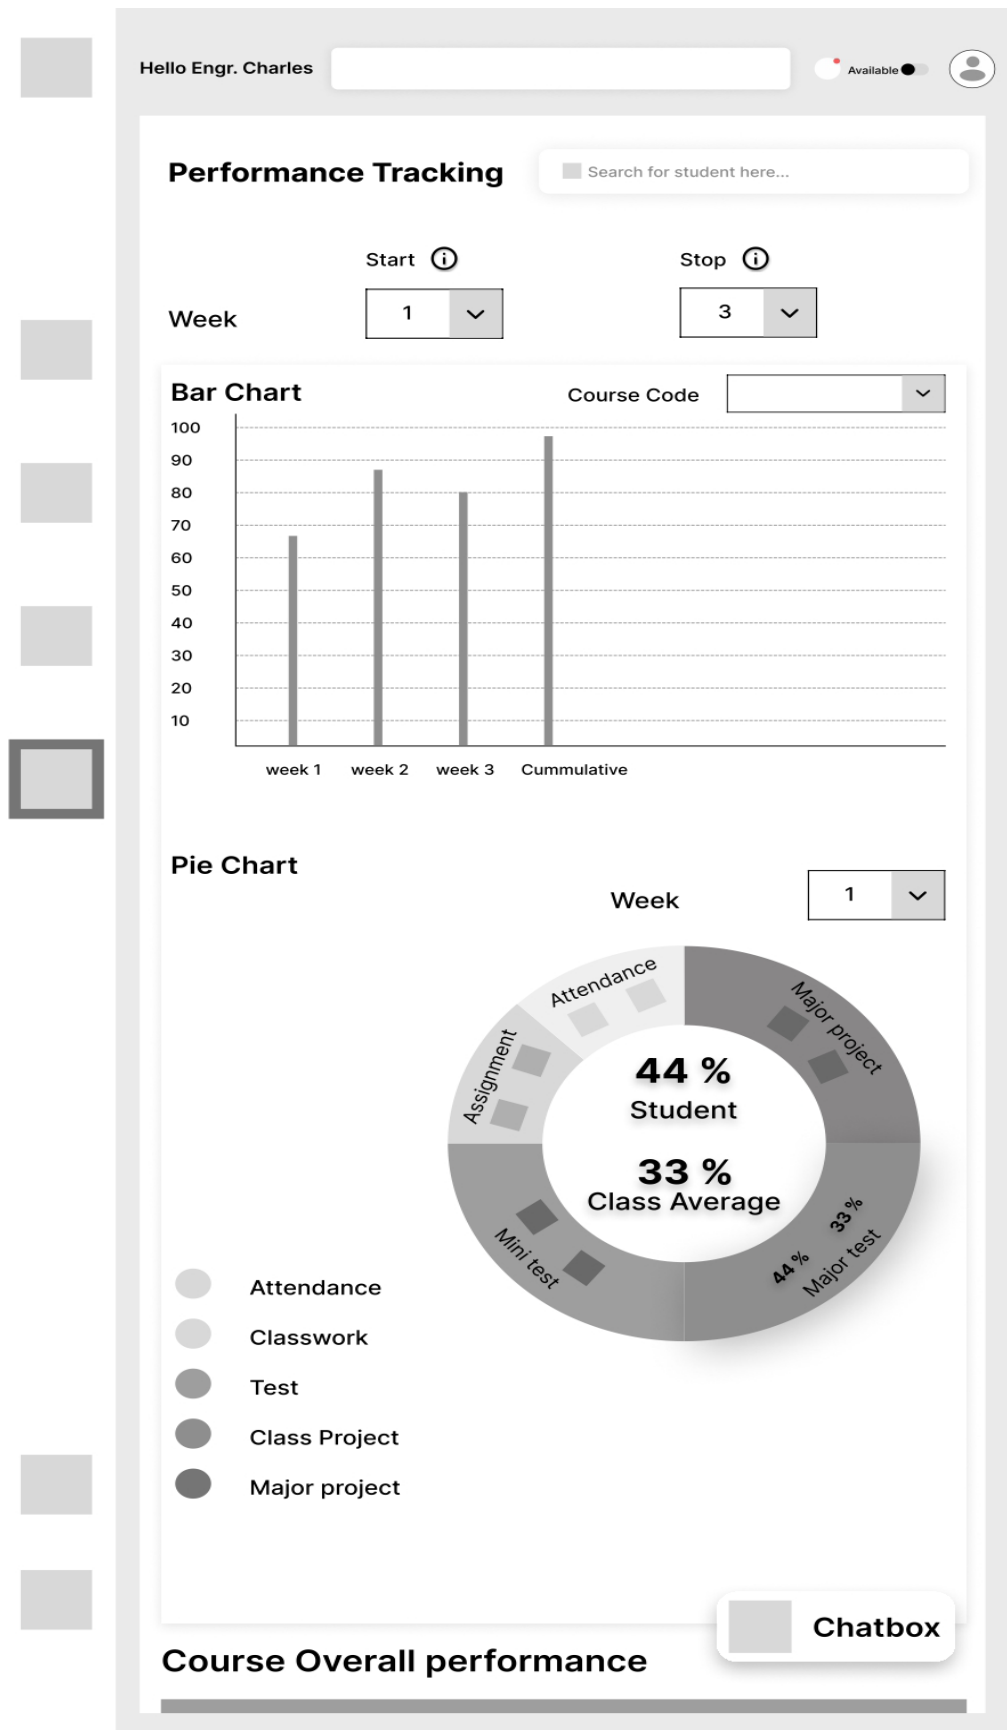 Hello Engr. Charles
Available
Performance Tracking
Search for student here...
Start
Stop
Week
1
3
Bar Chart
Course Code
100
90
80
70
60
50
40
30
20
10
week 1 week 2 week 3 Cummulative
Pie Chart
Week
1
Attendance
Major project
Assignment
44 %
Student
33 %
Class Average
33 %
44 %
Major test
Mini test
Attendance
Classwork
Test
Class Project
Major project
Chatbox
Course Overall performance